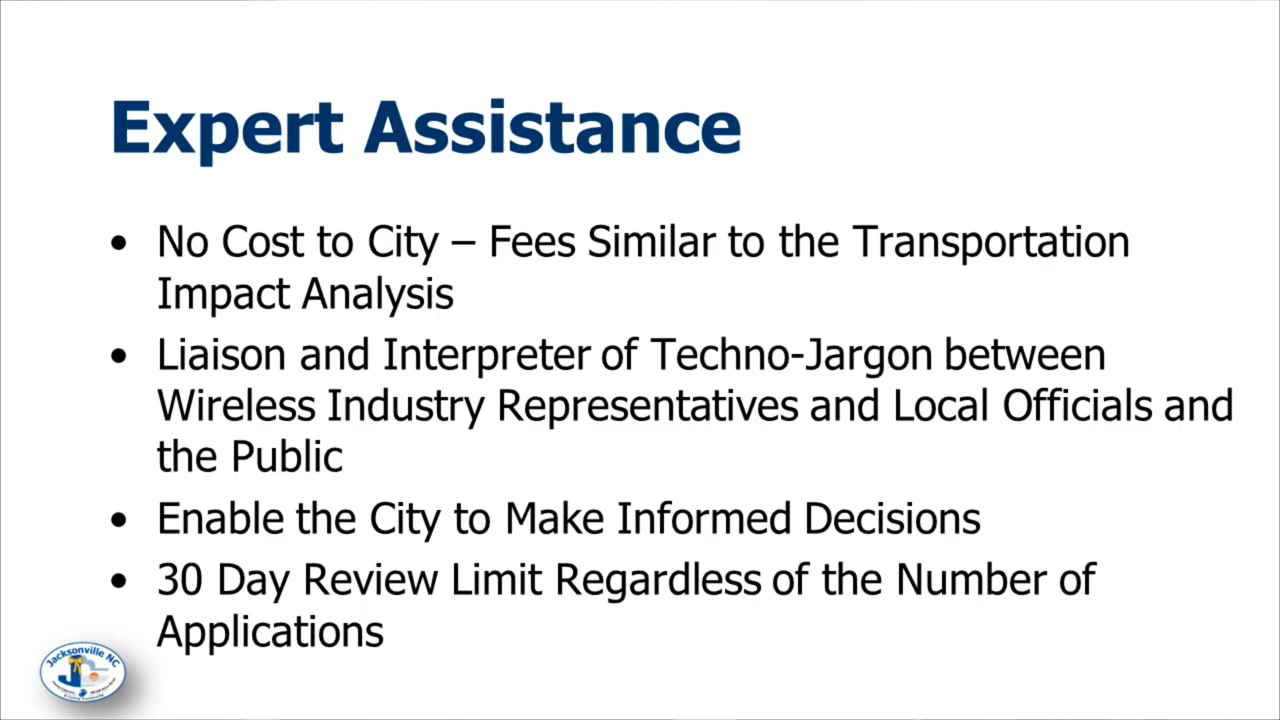 Expert Assistance
• No Cost to City – Fees Similar to the Transportation
Impact Analysis
• Liaison and Interpreter of Techno-Jargon between
Wireless Industry Representatives and Local Officials and
the Public
• Enable the City to Make Informed Decisions
• 30 Day Review Limit Regardless of the Number of
Applications
Jacksonville NC